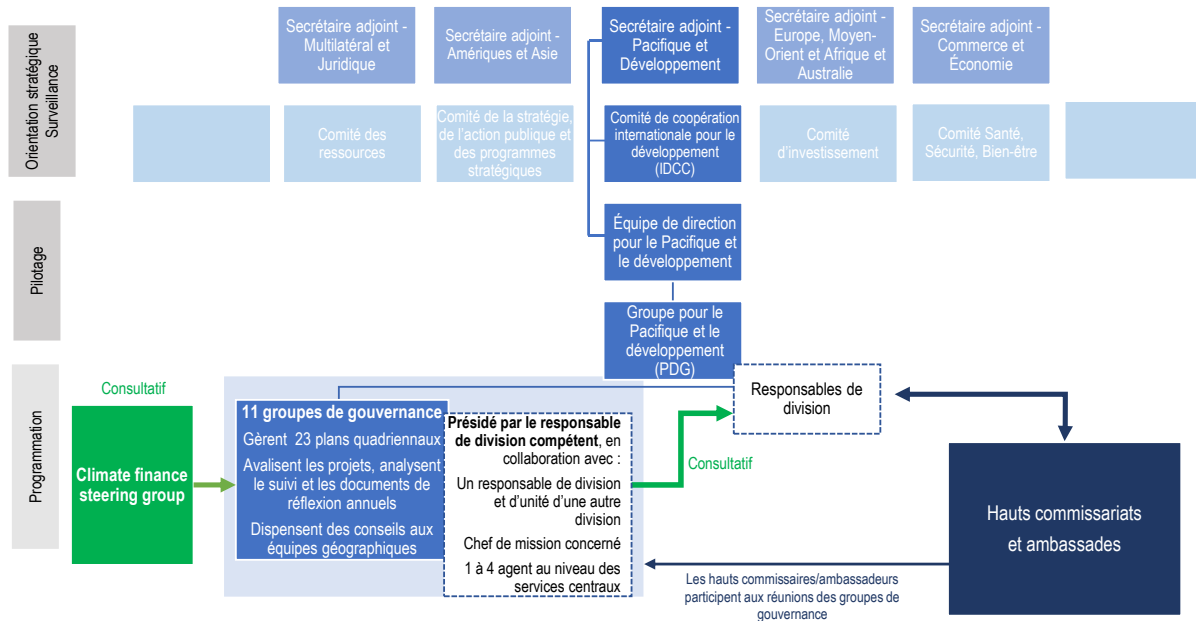 Orientation stratégique
Surveillance
Secrétaire adjoint -
Multilatéral et
Juridique
Secrétaire adjoint -
Amériques et Asie
Secrétaire adjoint -
Pacifique et
Développement
Secrétaire adjoint -
Europe, Moyen-
Orient et Afrique et
Australie
Secrétaire adjoint -
Commerce et
Économie
Comité des
ressources
Comité de la stratégie,
de l'action publique et
des programmes
stratégiques
Comité de coopération
internationale pour le
développement
(IDCC)
Comité
d'investissement
Comité Santé,
Sécurité, Bien-être
Pilotage
Équipe de direction
pour le Pacifique et
le développement
Groupe pour le
Pacifique et le
développement
(PDG)
Programmation
Consultatif
Climate finance
steering group
11 groupes de gouvernance
Gèrent 23 plans quadriennaux
Avalisent les projets, analysent
le suivi et les documents de
réflexion annuels
Dispensent des conseils aux
équipes géographiques
Présidé par le responsable
de division compétent, en
collaboration avec :
Un responsable de division
et d'unité d'une autre
division
Chef de mission concerné
1 à 4 agent au niveau des
services centraux
Consultatif
Responsables de
division
Hauts commissariats
et ambassades
Les hauts commissaires/ambassadeurs
participent aux réunions des groupes de
gouvernance